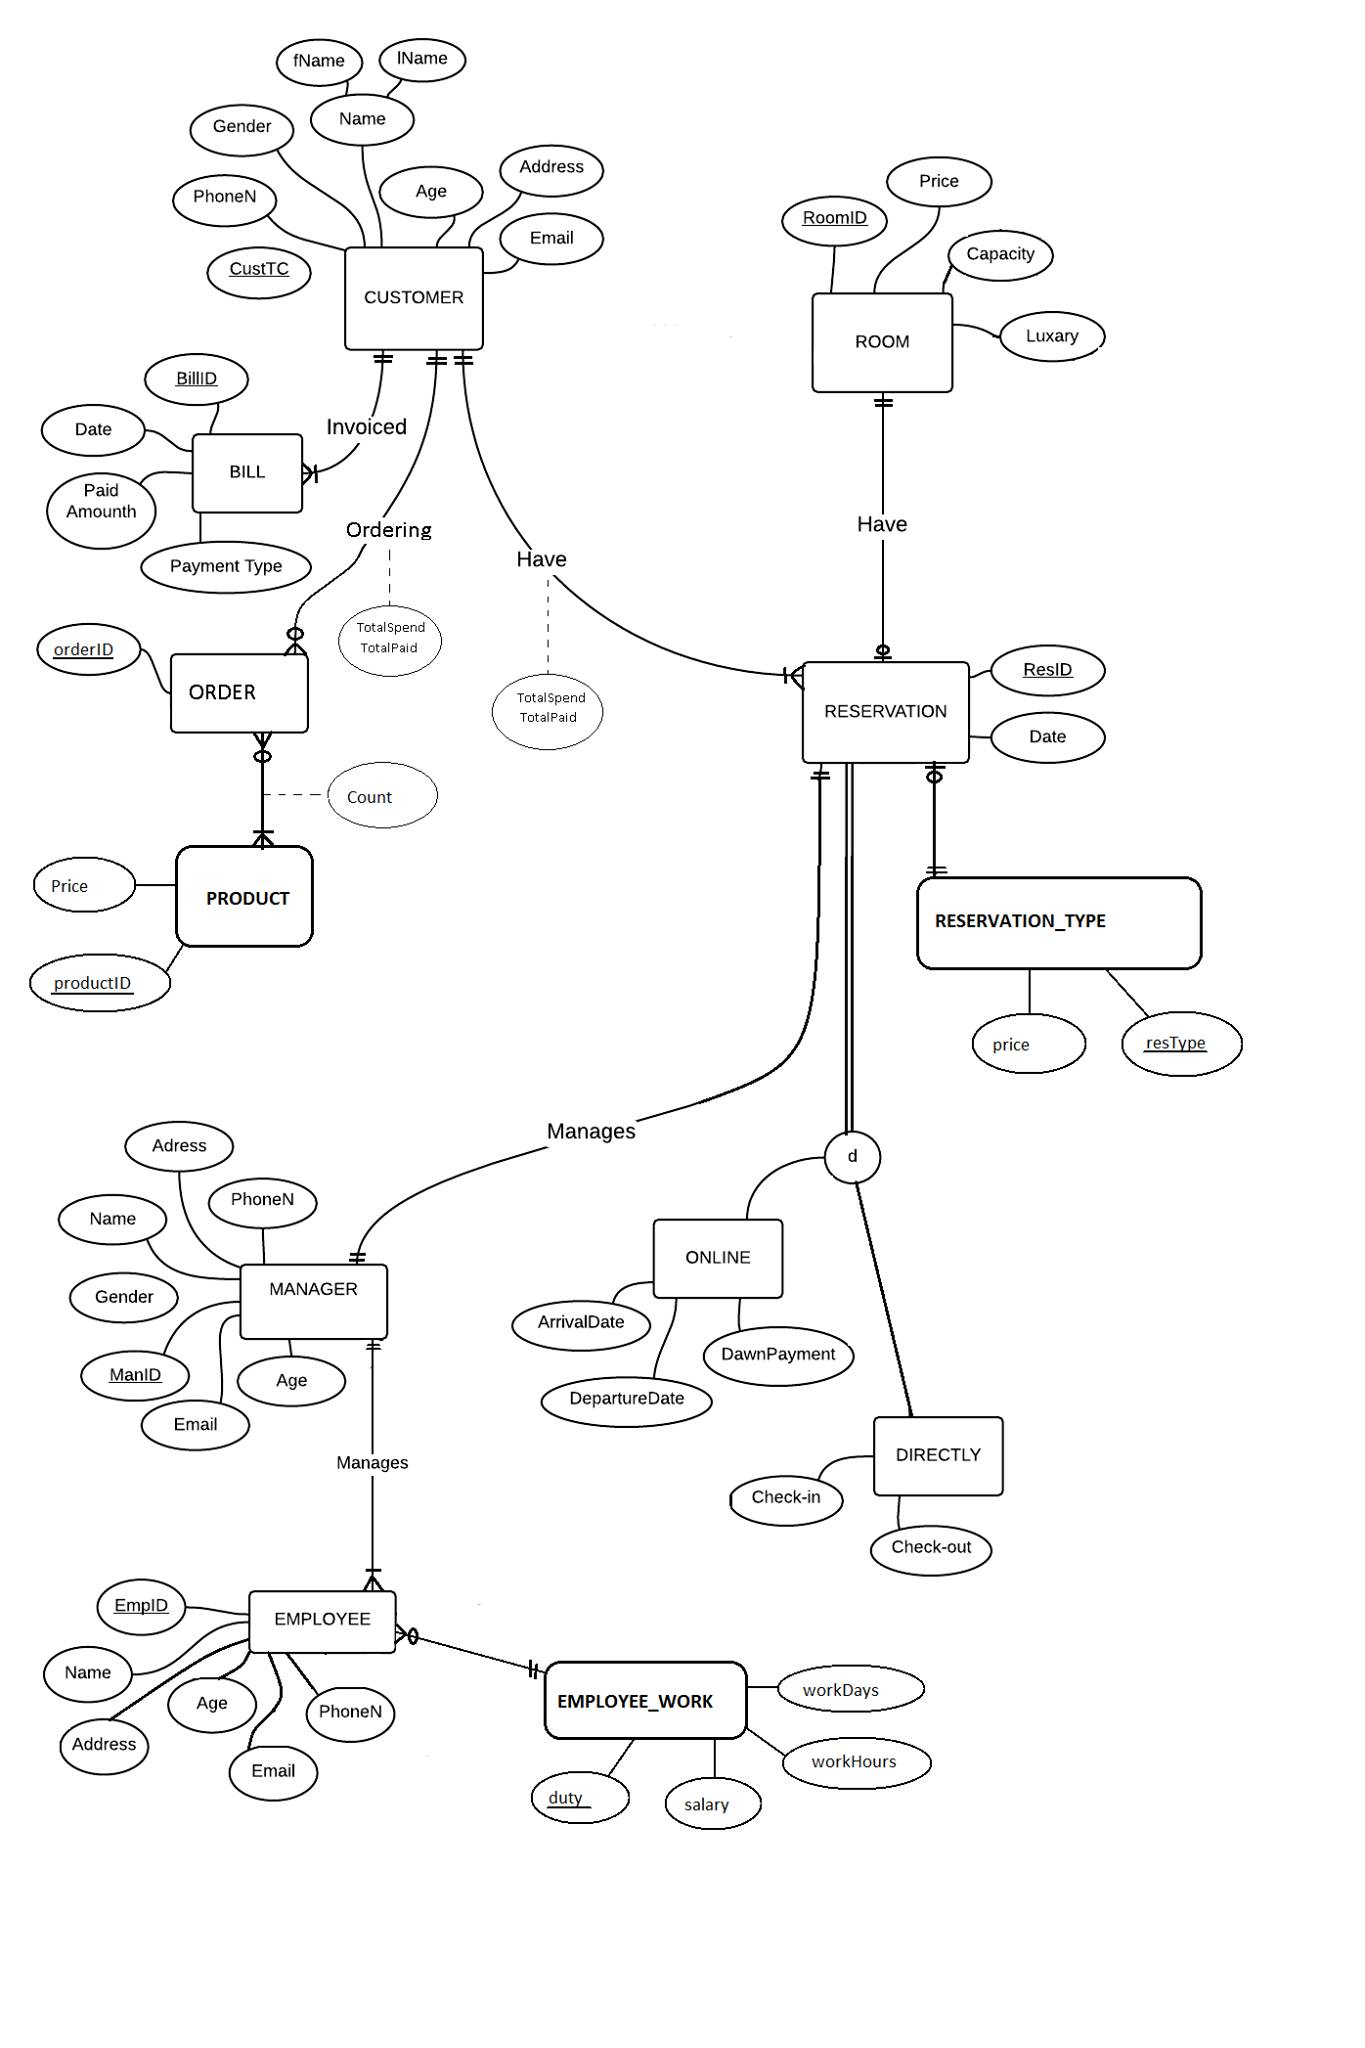 fName
lName
Name
Gender
Address
Age
PhoneN
Email
CustTC
CUSTOMER
Price
RoomID
Capacity
Luxary
ROOM
BillID
Date
Paid
Amounth
Payment Type
BILL
Invoiced
Ordering
TotalSpend
TotalPaid
Have
TotalSpend
TotalPaid
Have
orderID
ORDER
Count
Price
PRODUCT
productID
RESERVATION
ResID
Date
RESERVATION_TYPE
price
resType
Manages
d
Adress
PhoneN
Name
Gender
MANAGER
ManID
Age
Email
ONLINE
ArrivalDate
DawnPayment
DepartureDate
DIRECTLY
Check-in
Check-out
Manages
EmpID
EMPLOYEE
Name
Age
PhoneN
Address
Email
EMPLOYEE_WORK
workDays
workHours
duty
salary